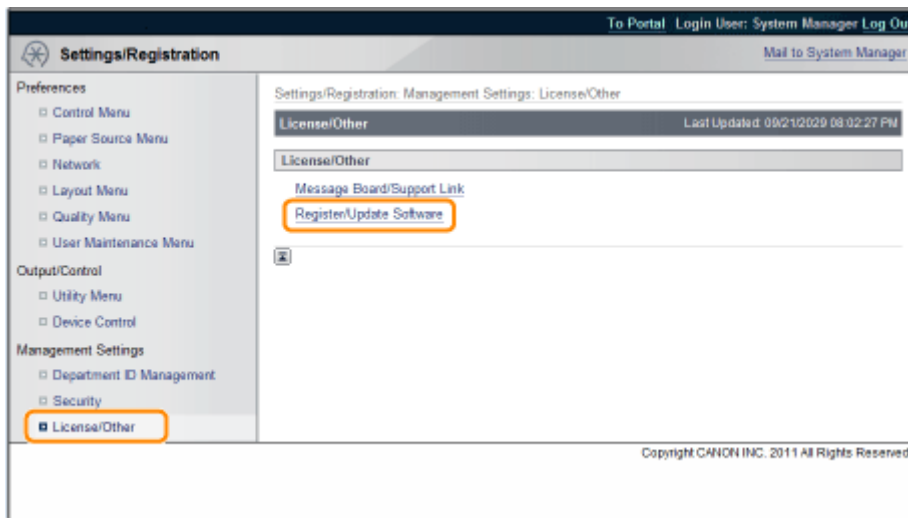 To Portal Login User: System Manager Log Ou
Settings/Registration
Mail to System Manager
Preferences
Control Menu
Paper Source Menu
Network
Layout Menu
Quality Menu
User Maintenance Menu
Output/Control
Utility Menu
Device Control
Management Settings
Department ID Management
Security
License/Other
Settings/Registration: Management Settings: License/Other
License/Other
Last Updated: 09/21/2029 08:02:27 PM
License/Other
Message Board/Support Link
Register/Update Software
Copyright CANON INC. 2011 All Rights Reserved